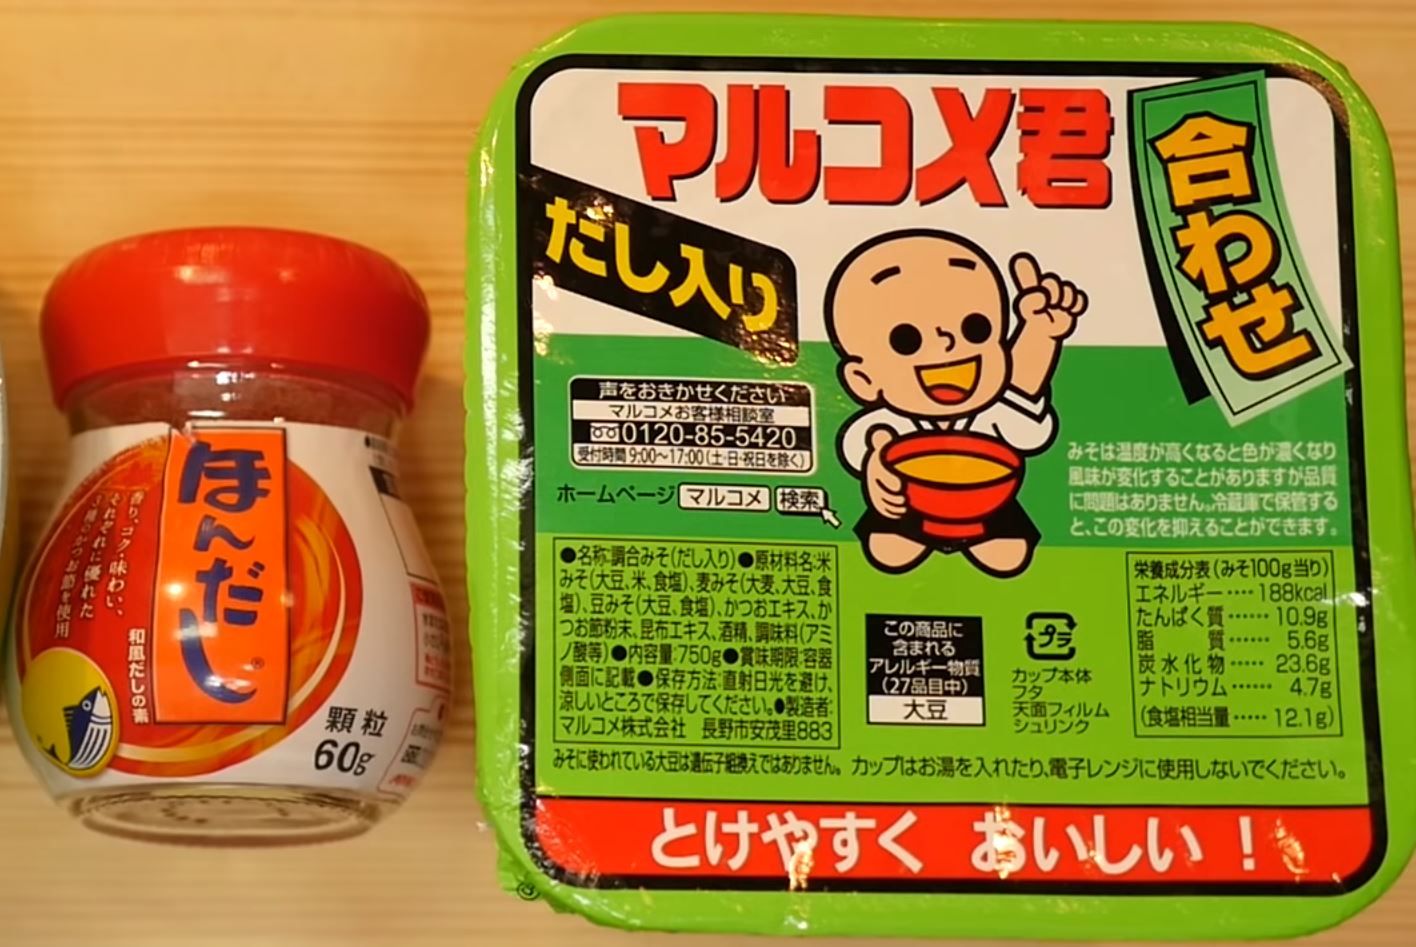 ほんだし
®
香り、コク、味わい、
それぞれに優れた
3種のかつお節を使用
和風だしの素
顆粒
60g
マルコメ君
合わせ
だし入り
声をおきかせください
マルコメお客様相談室
0120-85-5420
受付時間 9:00～17:00(土・日・祝日を除く)
ホームページ マルコメ 検索
みそは温度が高くなると色が濃くなり
風味が変化することがありますが品質
に問題はありません。冷蔵庫で保管する
と、この変化を抑えることができます。
●名称:調合みそ(だし入り)●原材料名:米
みそ(大豆、米、食塩)、麦みそ(大麦、大豆、食
塩)、豆みそ(大豆、食塩)、かつおエキス、か
つお節粉末、昆布エキス、酒精、調味料(アミ
ノ酸等)●内容量:750g●賞味期限:容器
側面に記載●保存方法:直射日光を避け、
涼しいところで保存してください。●製造者:
マルコメ株式会社 長野市安茂里883
この商品に
含まれる
アレルギー物質
(27品目中)
大豆
プラ
カップ本体
フタ
天面フィルム
シュリンク
栄養成分表(みそ100g当り)
エネルギー‥‥188kcal
たんぱく質‥‥‥10.9g
脂質‥‥‥5.6g
炭水化物‥‥‥23.6g
ナトリウム‥‥‥4.7g
(食塩相当量‥‥‥12.1g)
みそに使われている大豆は遺伝子組換えではありません。カップはお湯を入れたり、電子レンジに使用しないでください。
とけやすく おいしい！